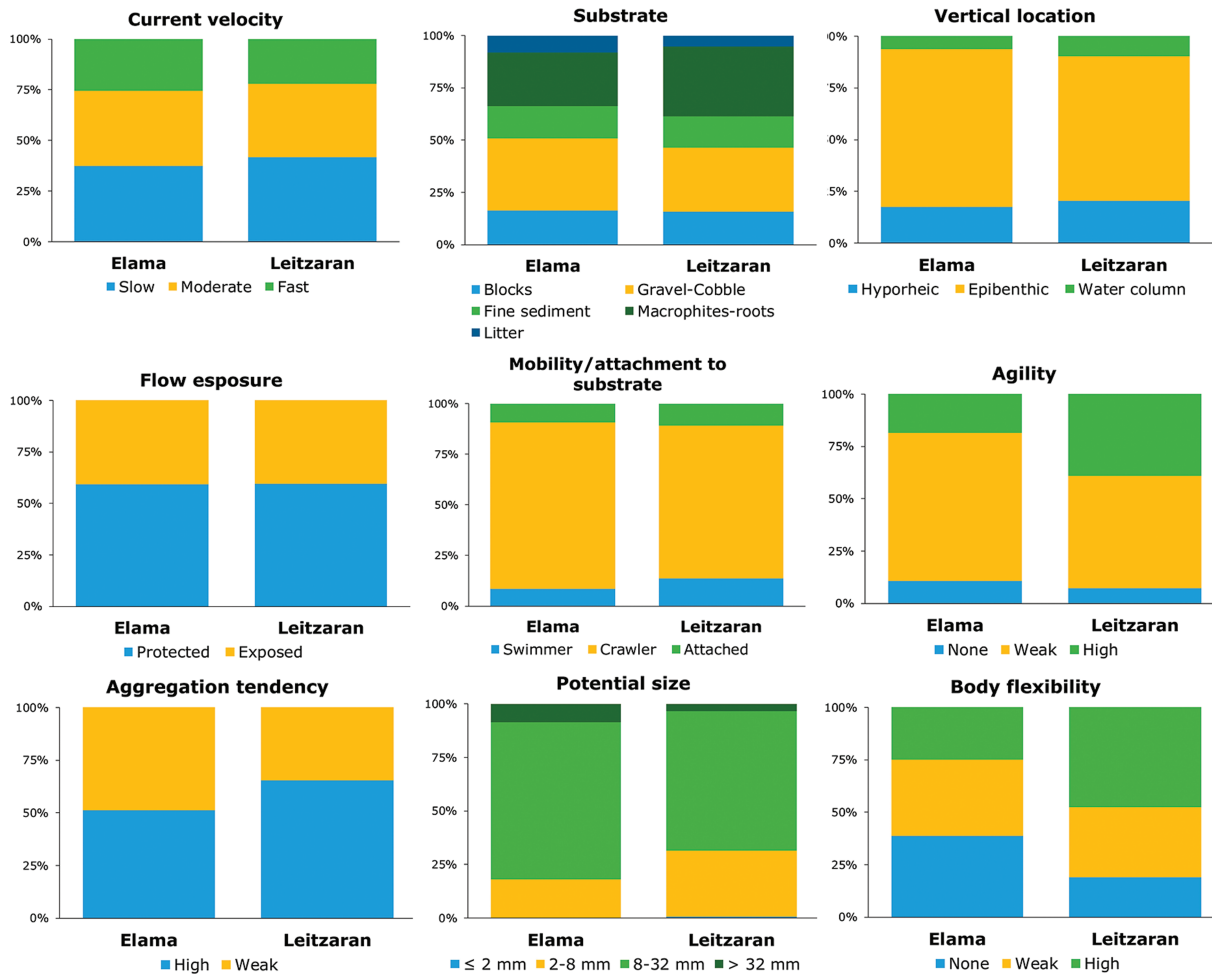 Current velocity
100%
75%
50%
25%
0%
Elama Leitzaran
Slow Moderate Fast
Substrate
100%
75%
50%
25%
0%
Elama Leitzaran
Blocks Gravel-Cobble
Fine sediment Macrophites-roots
Litter
Vertical location
0%
Elama Leitzaran
Hyporheic Epibenthic Water column
Flow esposure
100%
75%
50%
25%
0%
Elama Leitzaran
Protected Exposed
Mobility/attachment to
substrate
100%
75%
50%
25%
0%
Elama Leitzaran
Swimmer Crawler Attached
Agility
100%
75%
50%
25%
0%
Elama Leitzaran
None Weak High
Aggregation tendency
100%
75%
50%
25%
0%
Elama Leitzaran
High Weak
Potential size
100%
75%
50%
25%
0%
Elama Leitzaran
≤ 2 mm 2-8 mm 8-32 mm > 32 mm
Body flexibility
100%
75%
50%
25%
0%
Elama Leitzaran
None Weak High